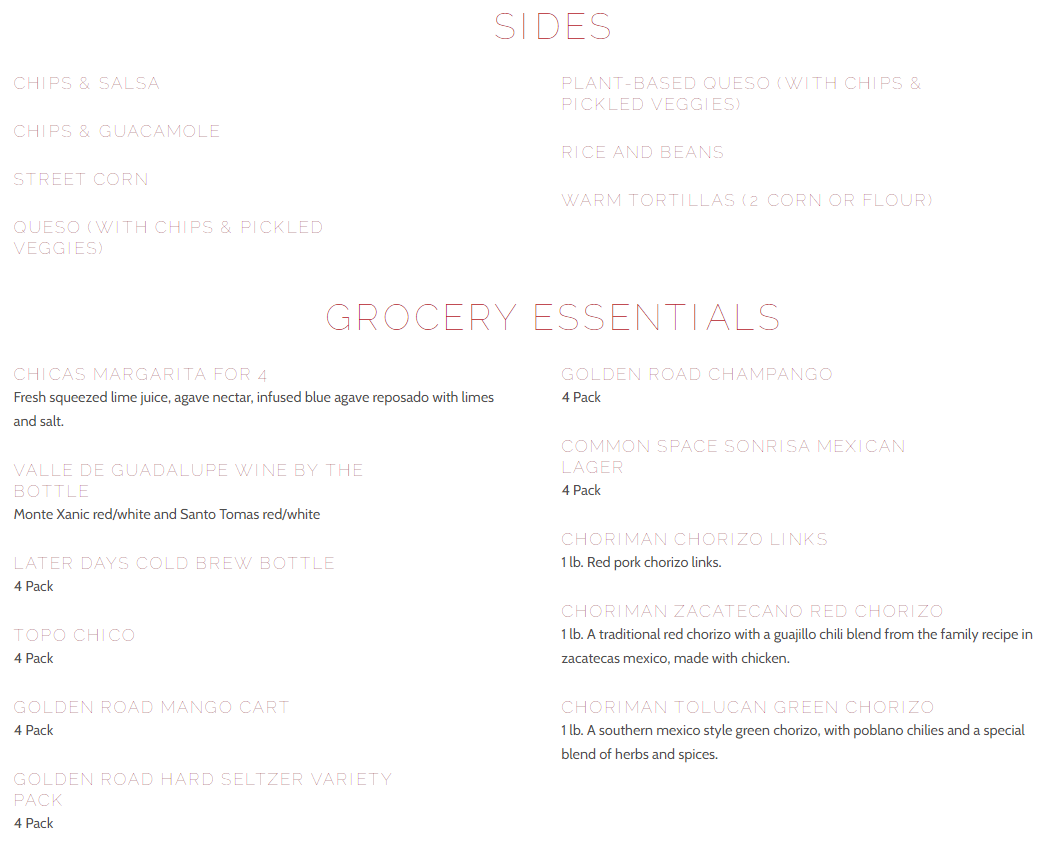 SIDES
CHIPS & SALSA
CHIPS & GUACAMOLE
STREET CORN
QUESO (WITH CHIPS & PICKLED
VEGGIES)
PLANT-BASED QUESO (WITH CHIPS &
PICKLED VEGGIES)
RICE AND BEANS
WARM TORTILLAS (2 CORN OR FLOUR)
GROCERY ESSENTIALS
CHICAS MARGARITA FOR 4
Fresh squeezed lime juice, agave nectar, infused blue agave reposado with limes
and salt.
VALLE DE GUADALUPE WINE BY THE
BOTTLE
Monte Xanic red/white and Santo Tomas red/white
LATER DAYS COLD BREW BOTTLE
4 Pack
TOPO CHICO
4 Pack
GOLDEN ROAD MANGO CART
4 Pack
GOLDEN ROAD HARD SELTZER VARIETY
PACK
4 Pack
GOLDEN ROAD CHAMPANGO
4 Pack
COMMON SPACE SONRISA MEXICAN
LAGER
4 Pack
CHORIMAN CHORIZO LINKS
1 lb. Red pork chorizo links.
CHORIMAN ZACATECANO RED CHORIZO
1 lb. A traditional red chorizo with a guajillo chili blend from the family recipe in
zacatecas mexico, made with chicken.
CHORIMAN TOLUCAN GREEN CHORIZO
1 lb. A southern mexico style green chorizo, with poblano chilies and a special
blend of herbs and spices.